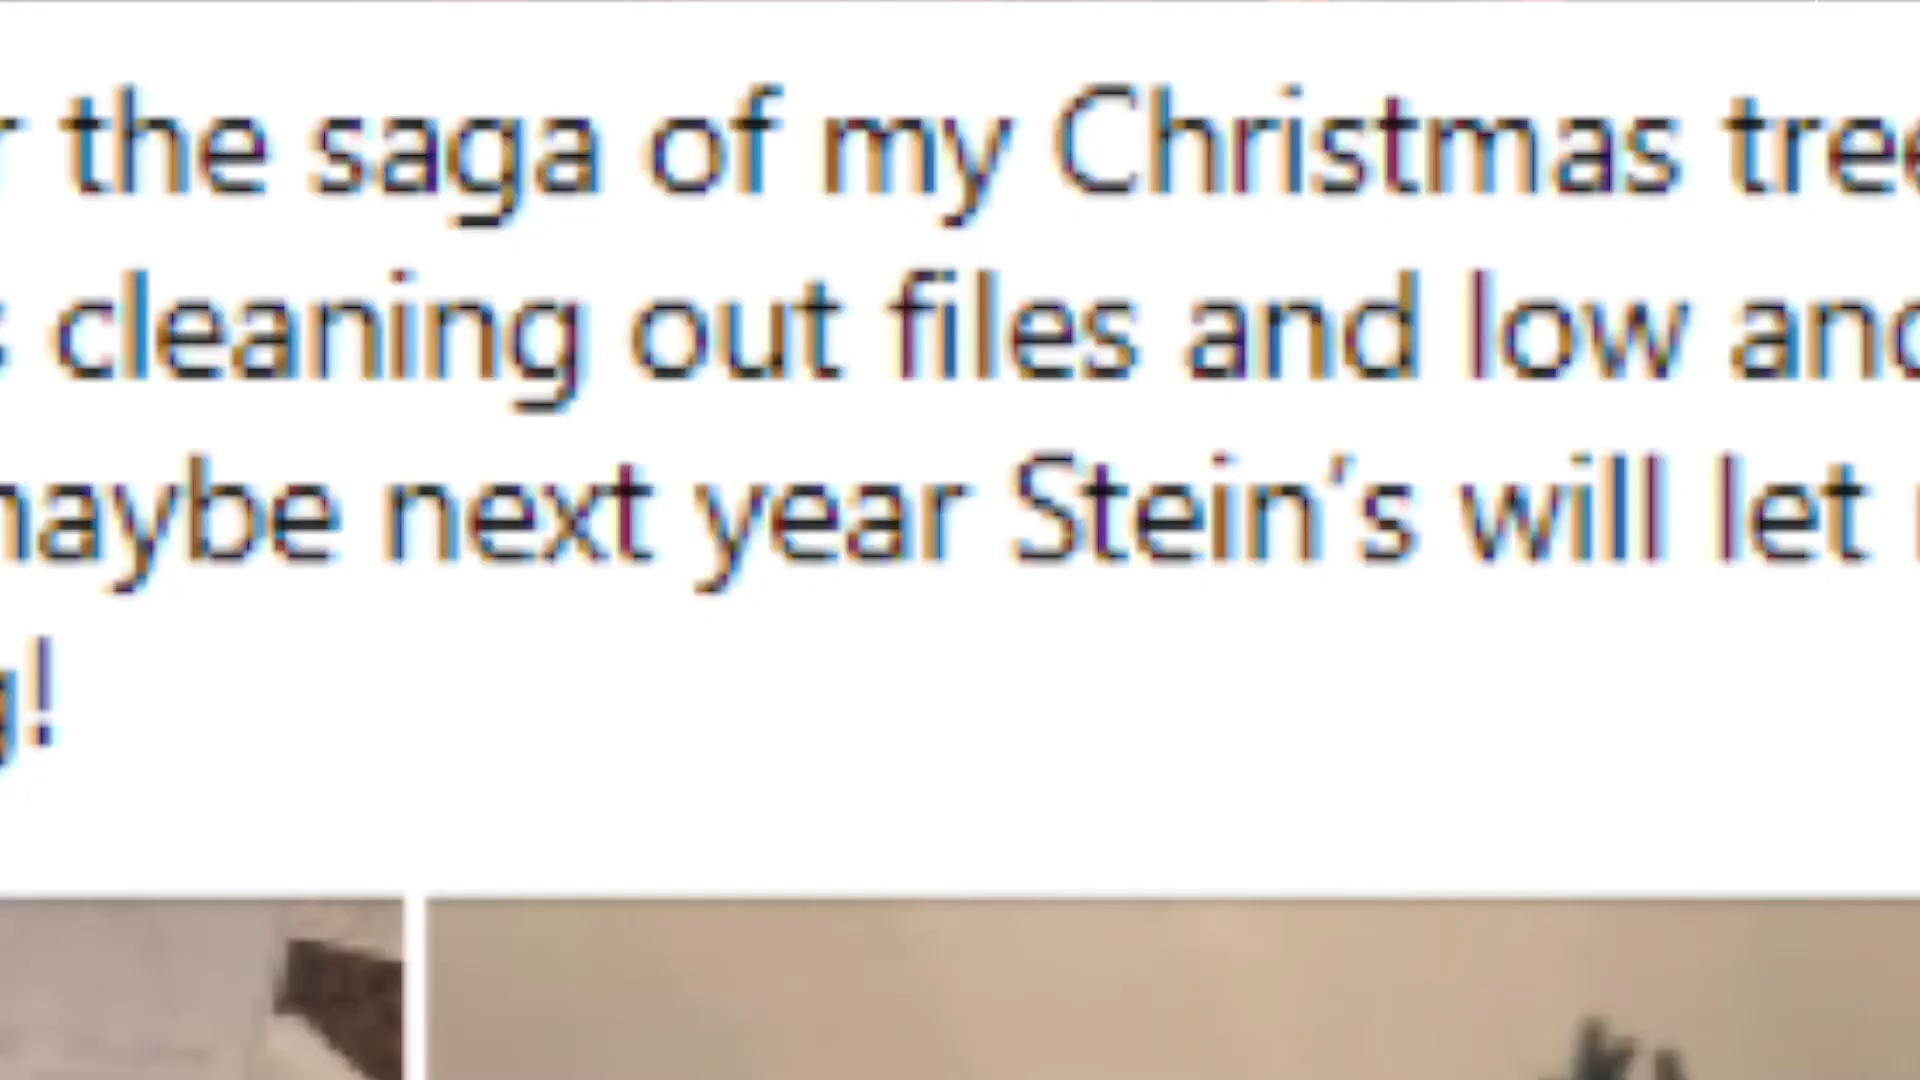 r the saga of my Christmas tree
s cleaning out files and low and
maybe next year Stein's will let
g!